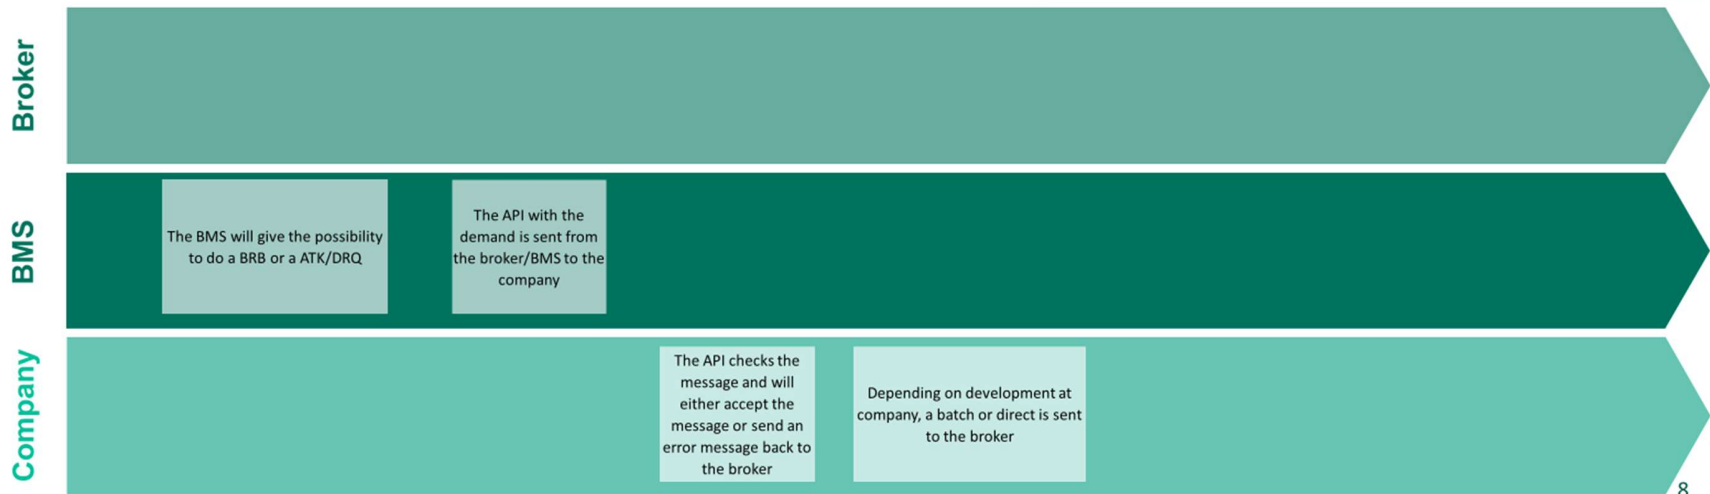 Broker
BMS
The BMS will give the possibility
to do a BRB or a ATK/DRQ
The API with the
demand is sent from
the broker/BMS to the
company
Company
The API checks the
message and will
either accept the
message or send an
error message back to
the broker
Depending on development at
company, a batch or direct is sent
to the broker
8